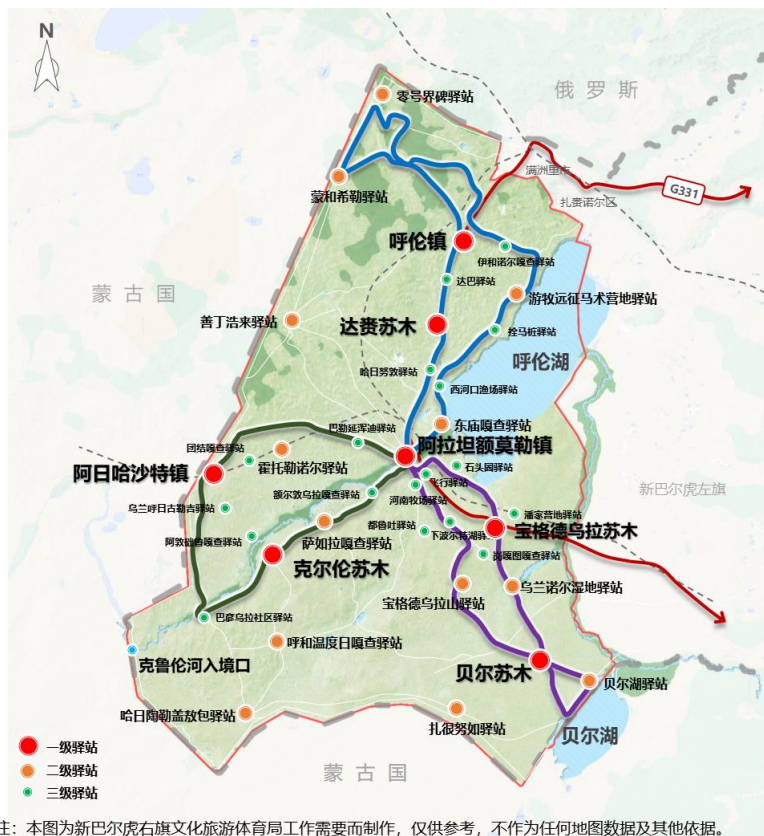 N
零号界碑驿站
俄罗斯
满洲里市
G331
扎赉诺尔区
蒙和希勒驿站
呼伦镇
伊和诺尔嘎查驿站
蒙古国
达巴驿站
游牧远征马术营地驿站
善丁浩来驿站
达赉苏木
拴马桩驿站
呼伦湖
哈日努敦驿站
西河口渔场驿站
东庙嘎查驿站
巴勒延浑迪驿站
阿拉坦额莫勒镇
团结嘎查驿站
石头园驿站
阿日哈沙特镇
霍托勒诺尔驿站
飞行驿站
新巴尔虎左旗
额尔敦乌拉嘎查驿站
河南牧场驿站
乌兰呼日古勒吉驿站
潘家营地驿站
都鲁吐驿站
下波尔特湖驿站
宝格德乌拉苏木
萨如拉嘎查驿站
阿敦础鲁嘎查驿站
克尔伦苏木
嘎图嘎查驿站
宝格德乌拉山驿站
乌兰诺尔湿地驿站
巴彦乌拉社区驿站
呼和温度日嘎查驿站
克鲁伦河入境口
贝尔苏木
贝尔湖驿站
哈日陶勒盖敖包驿站
扎很努如驿站
贝尔湖
一级驿站
二级驿站
三级驿站
蒙古国
注：本图为新巴尔虎右旗文化旅游体育局工作需要而制作，仅供参考，不作为任何地图数据及其他依据。